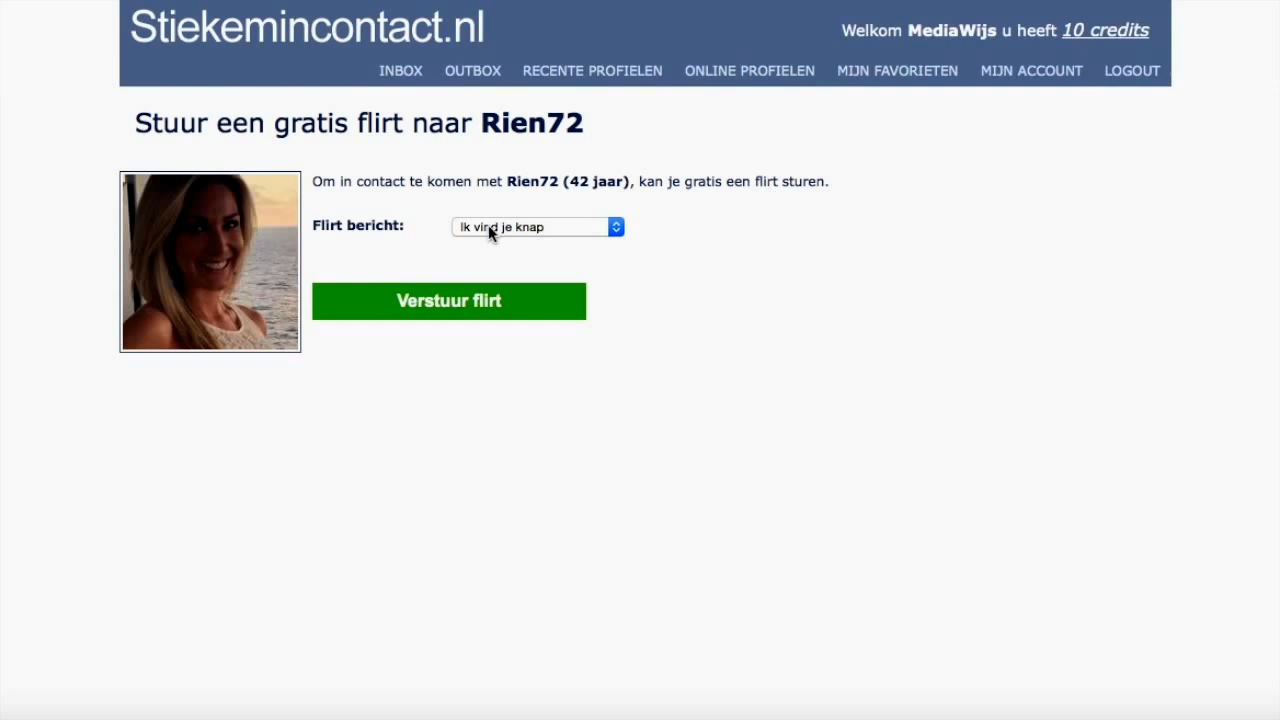 Stiekemincontact.nl
Welkom MediaWijs u heeft 10 credits
INBOX OUTBOX RECENTE PROFIELEN ONLINE PROFIELEN MIJN FAVORIETEN MIJN ACCOUNT LOGOUT
Stuur een gratis flirt naar Rien72
Om in contact te komen met Rien72 (42 jaar), kan je gratis een flirt sturen.
Flirt bericht: Ik vind je knap
Verstuur flirt